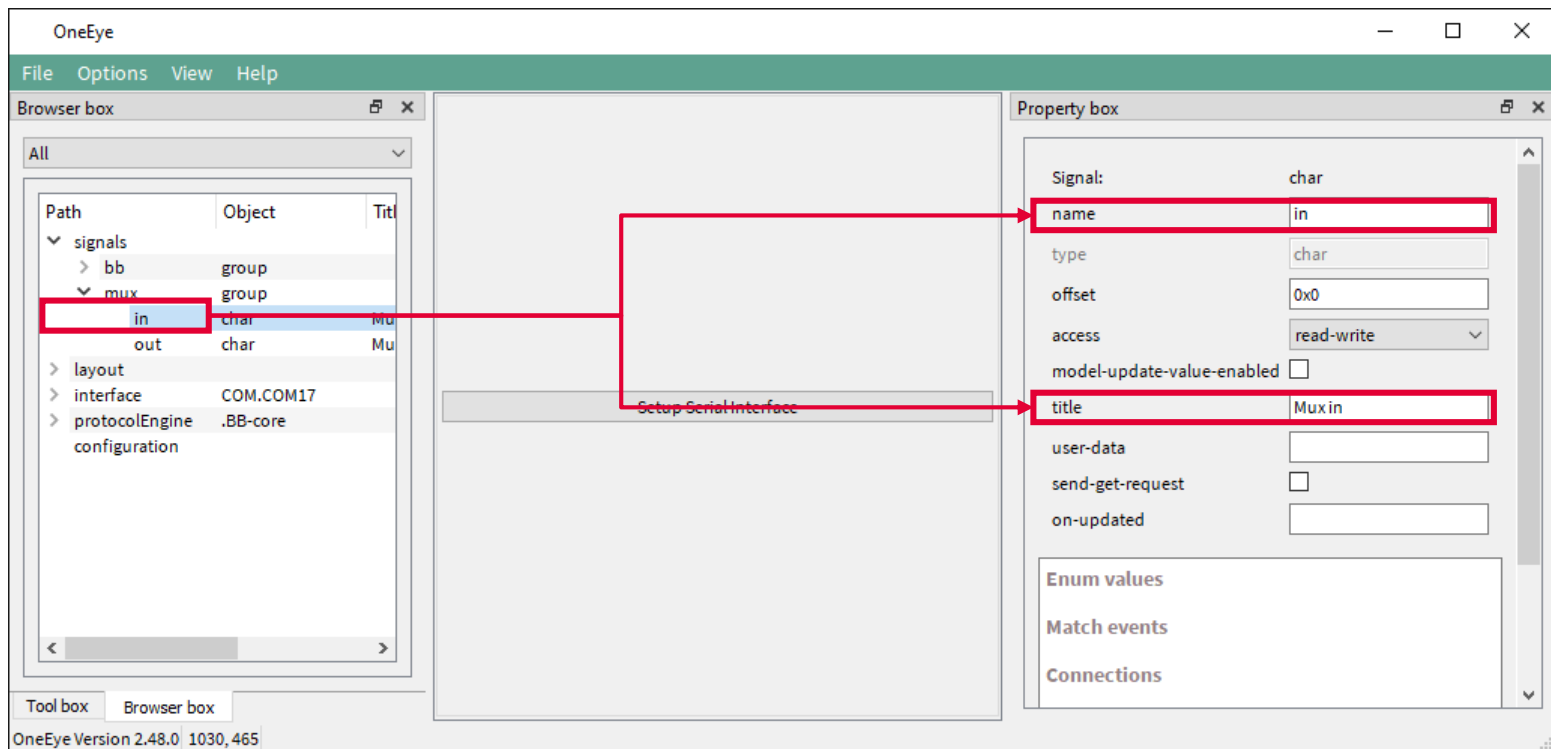 OneEye
File Options View Help
Browser box
All
Path Object Titl
signals
bb group
mux group
in char Mu
out char Mu
layout
interface COM.COM17
protocolEngine .BB-core
configuration
Tool box Browser box
OneEye Version 2.48.0 1030, 465
Setup Serial Interface
Property box
Signal: char
name in
type char
offset 0x0
access read-write
model-update-value-enabled
title Mux in
user-data
send-get-request
on-updated
Enum values
Match events
Connections